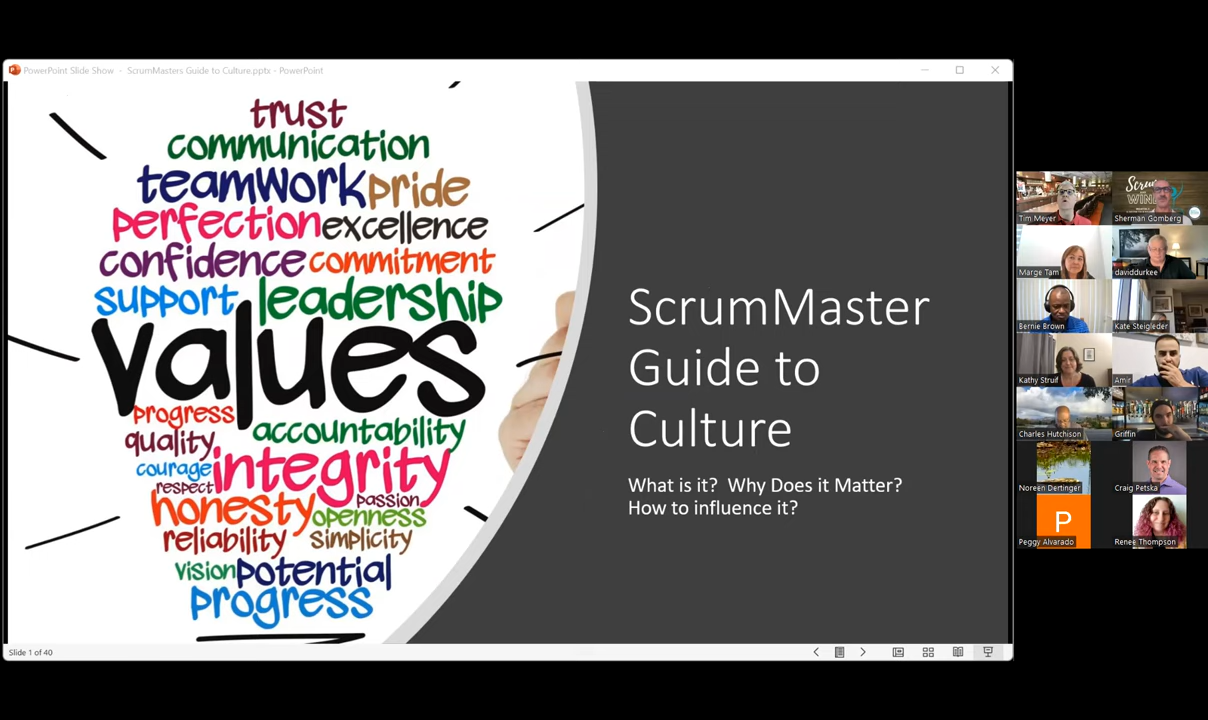 PowerPoint Slide Show - ScrumMasters Guide to Culture.pptx - PowerPoint
trust
communication
teamwork pride
perfection excellence
confidence commitment
support leadership
values
progress
quality accountability
courage integrity
respect
honesty passion
openness
reliability simplicity
vision potential
progress
ScrumMaster
Guide to
Culture
What is it? Why Does it Matter?
How to influence it?
Slide 1 of 40
Tim Meyer
Scrum
WINE
Sherman Gomberg
Marge Tam
daviddurkee
Bernie Brown
Kate Steigleder
Kathy Struif
Amir
Charles Hutchison
Griffin
Noreen Dertinger
Craig Petska
P
Peggy Alvarado
Renee Thompson